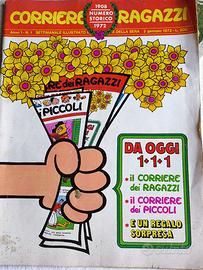 CORRIERE
RAGAZZI
1908
NUMERO
STORICO
1972
Anno 1 - N. 1
SETTIMANALE ILLUSTRATO
DELLA SERA
2 gennaio 1972 - L.
dei RAGAZZI
PICCOLI
DA OGGI
1+1+1
• il CORRIERE
dei RAGAZZI
• il CORRIERE
dei PICCOLI
• E UN REGALO
SORPRESA